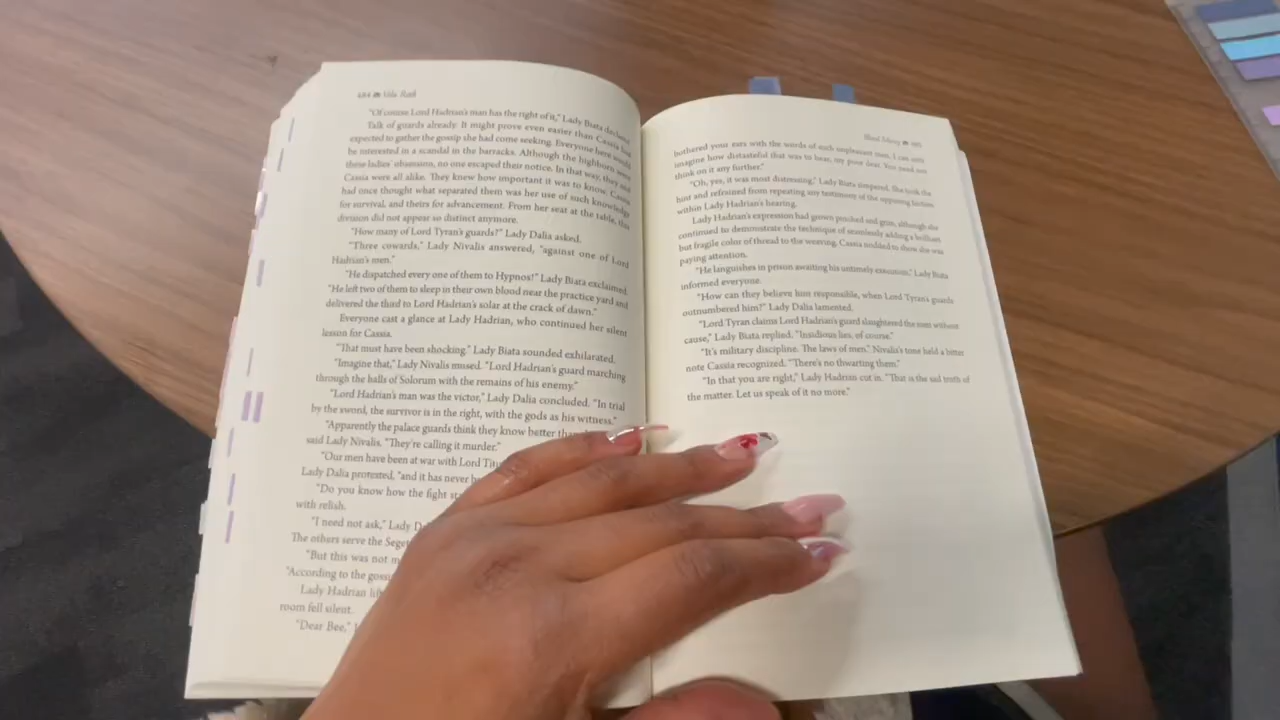 484 Vela Roth
"Of course Lord Hadrian's man has the right of it," Lady Biata declared.
Talk of guards already. It might prove even easier than Cassia had
expected to gather the gossip she had come seeking. Everyone here would
be interested in a scandal in the barracks. Although the highborn were
these ladies' obsession, no one escaped their notice. In that way, they and
Cassia were all alike. They knew how important it was to know. Cassia
had once thought what separated them was her use of such knowledge
for survival, and theirs for advancement. From her seat at the table, this
division did not appear so distinct anymore.
"How many of Lord Tyran's guards?" Lady Dalia asked.
"Three cowards," Lady Nivalis answered, "against one of Lord
Hadrian's men."
"He dispatched every one of them to Hypnos!" Lady Biata exclaimed.
"He left two of them to sleep in their own blood near the practice yard and
delivered the third to Lord Hadrian's solar at the crack of dawn."
Everyone cast a glance at Lady Hadrian, who continued her silent
lesson for Cassia.
"That must have been shocking." Lady Biata sounded exhilarated.
"Imagine that," Lady Nivalis mused. "Lord Hadrian's guard marching
through the halls of Solorum with the remains of his enemy."
"Lord Hadrian's man was the victor," Lady Dalia concluded. "In trial
by the sword, the survivor is in the right, with the gods as his witness."
"Apparently the palace guards think they know better than
said Lady Nivalis. "They're calling it murder."
"Our men have been at war with Lord
Lady Dalia protested, "and it has never
"Do you know how the fight
with relish.
"I need not ask," Lady
The others serve the
"But this was not
"According to the
Lady Hadrian
room fell silent.
"Dear Bee,"
485
bothered your ears with the words of such unpleasant men. I can only
imagine how distasteful that was to hear, my poor dear. You need not
think on it any further."
"Oh, yes, it was most distressing," Lady Biata simpered. She took the
hint and refrained from repeating any testimony of the opposing faction
within Lady Hadrian's hearing.
Lady Hadrian's expression had grown pinched and grim, although she
continued to demonstrate the technique of seamlessly adding a brilliant
but fragile color of thread to the weaving. Cassia nodded to show she was
paying attention.
"He languishes in prison awaiting his untimely execution," Lady Biata
informed everyone.
"How can they believe him responsible, when Lord Tyran's guards
outnumbered him?" Lady Dalia lamented.
"Lord Tyran claims Lord Hadrian's guard slaughtered the men without
cause," Lady Biata replied. "Insidious lies, of course."
"It's military discipline. The laws of men." Nivalis's tone held a bitter
note Cassia recognized. "There's no thwarting them."
"In that you are right," Lady Hadrian cut in. "That is the sad truth of
the matter. Let us speak of it no more."